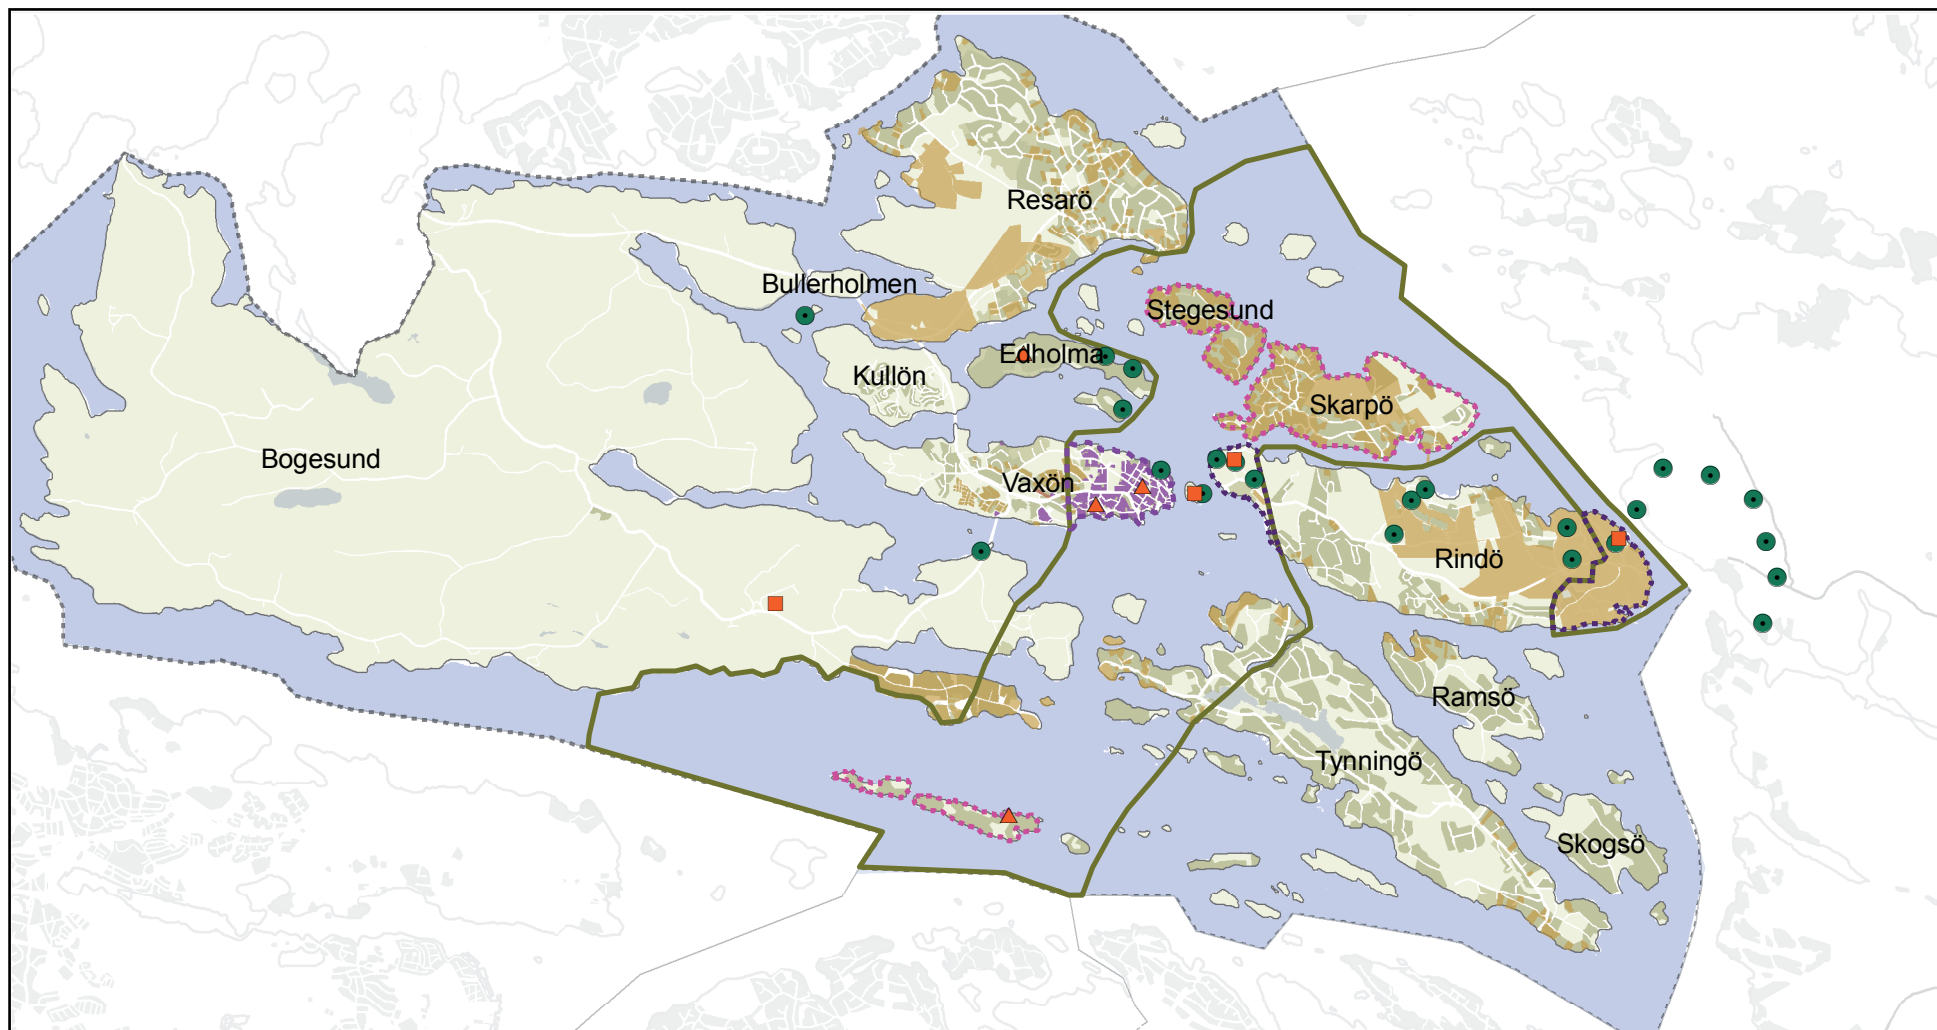 Resarö
Bullerholmen
Stegesund
Edholma
Kullön
Skarpö
Bogesund
Vaxön
Rindö
Ramsö
Tynningö
Skogsö